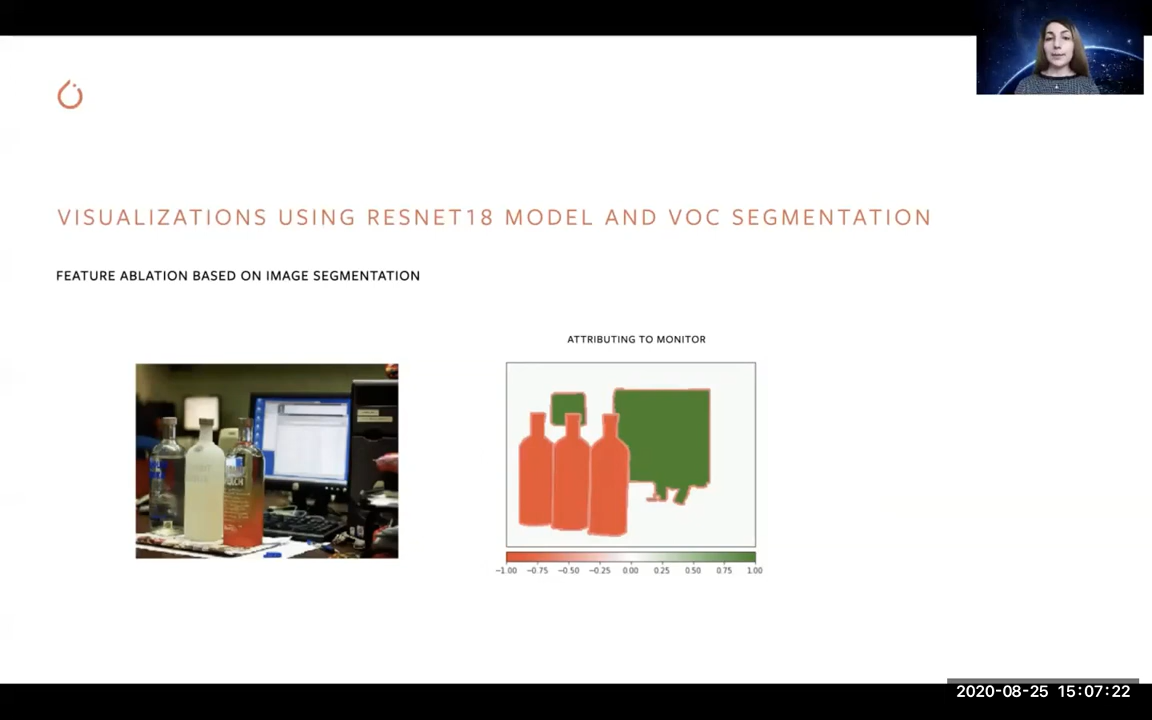 VISUALIZATIONS USING RESNET18 MODEL AND VOC SEGMENTATION
FEATURE ABLATION BASED ON IMAGE SEGMENTATION
ATTRIBUTING TO MONITOR
−1.00 −0.75 −0.50 −0.25 0.00 0.25 0.50 0.75 1.00
2020-08-25 15:07:22